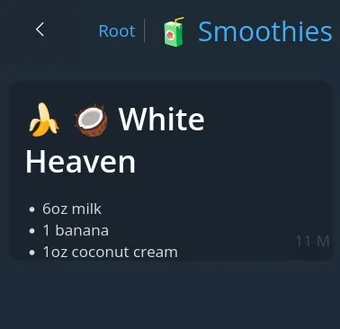 Root
Smoothies
White
Heaven
6oz milk
1 banana
1oz coconut cream
11 M